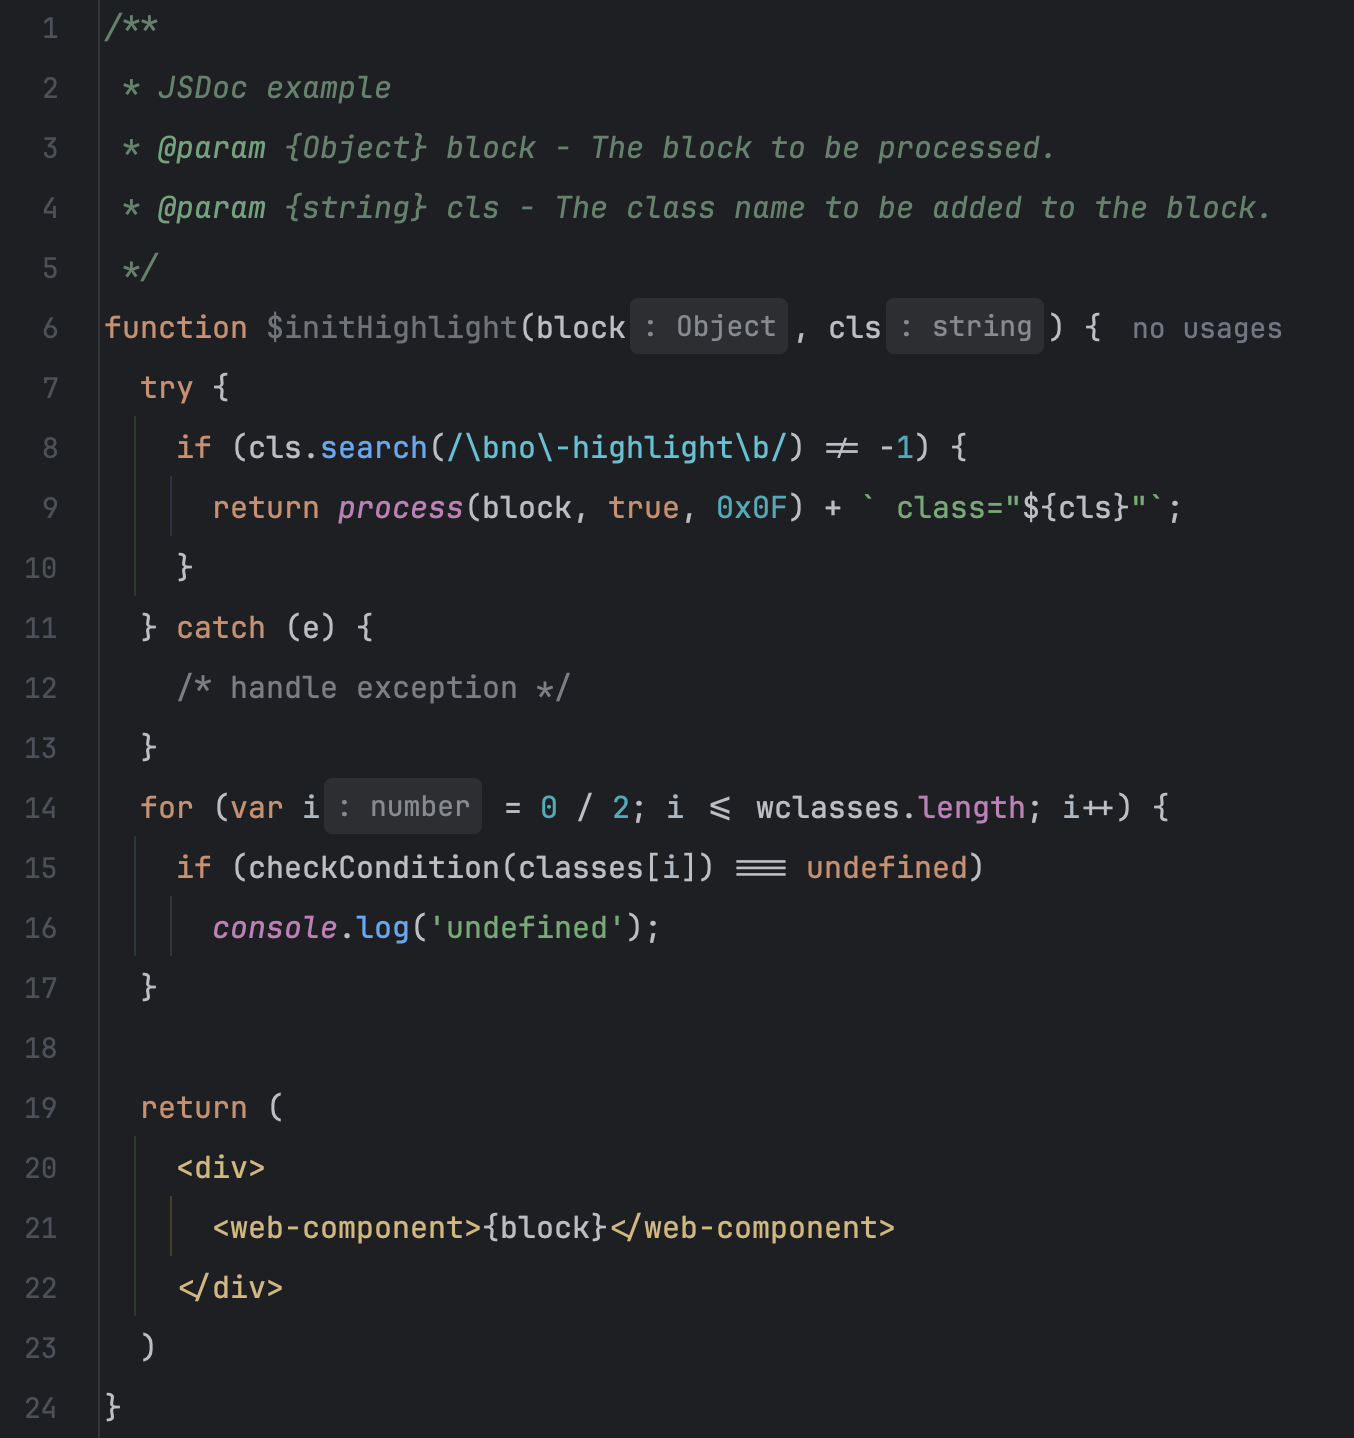 1 /**
2  * JSDoc example
3  * @param {Object} block - The block to be processed.
4  * @param {string} cls - The class name to be added to the block.
5  */
6 function $initHighlight(block : Object , cls : string ) { no usages
7   try {
8     if (cls.search(/\bno\-highlight\b/) != -1) {
9       return process(block, true, 0x0F) + ` class="${cls}"`;
10     }
11   } catch (e) {
12     /* handle exception */
13   }
14   for (var i : number = 0 / 2; i <= wclasses.length; i++) {
15     if (checkCondition(classes[i]) === undefined)
16       console.log('undefined');
17   }
18
19   return (
20     <div>
21       <web-component>{block}</web-component>
22     </div>
23   )
24 }